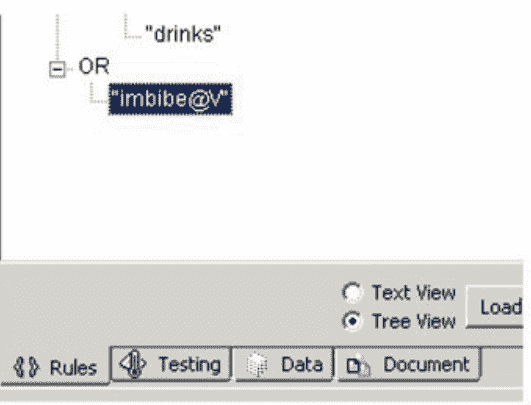 "drinks"
OR
"imbibe@V"
Text View
Tree View
Load
Rules Testing Data Document